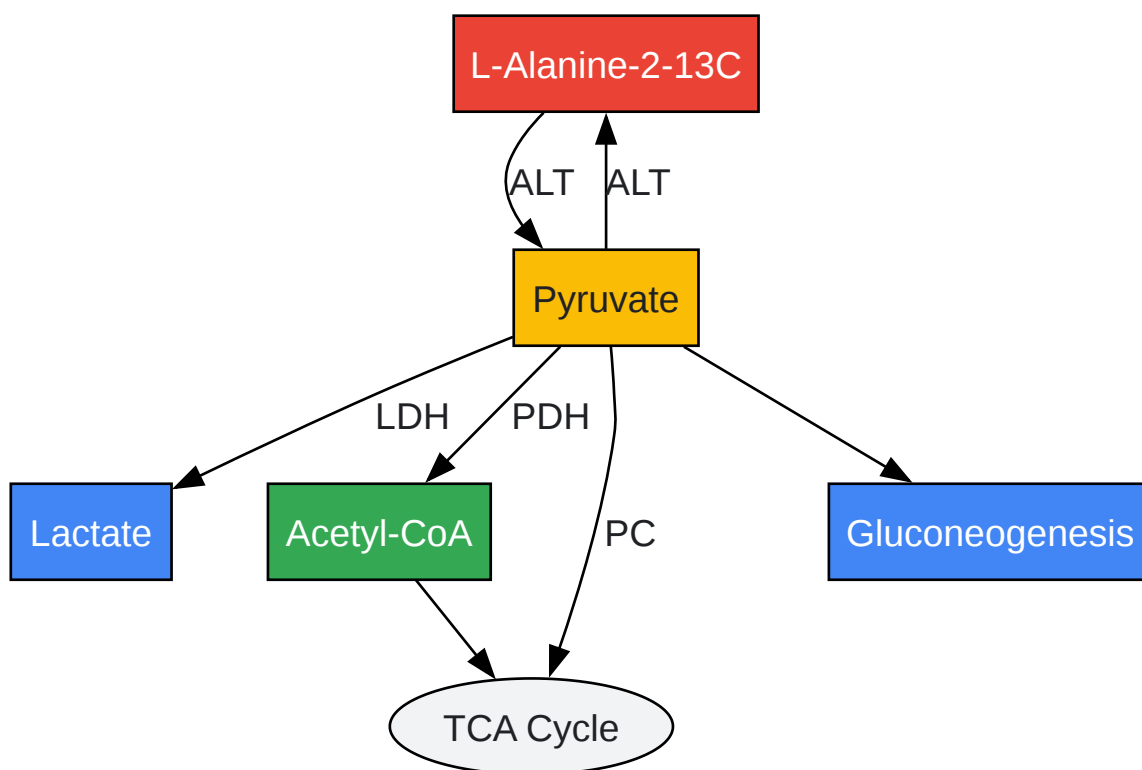 L-Alanine-2-13C
ALT
ALT
Pyruvate
LDH
PDH
PC
Lactate
Acetyl-CoA
Gluconeogenesis
TCA Cycle